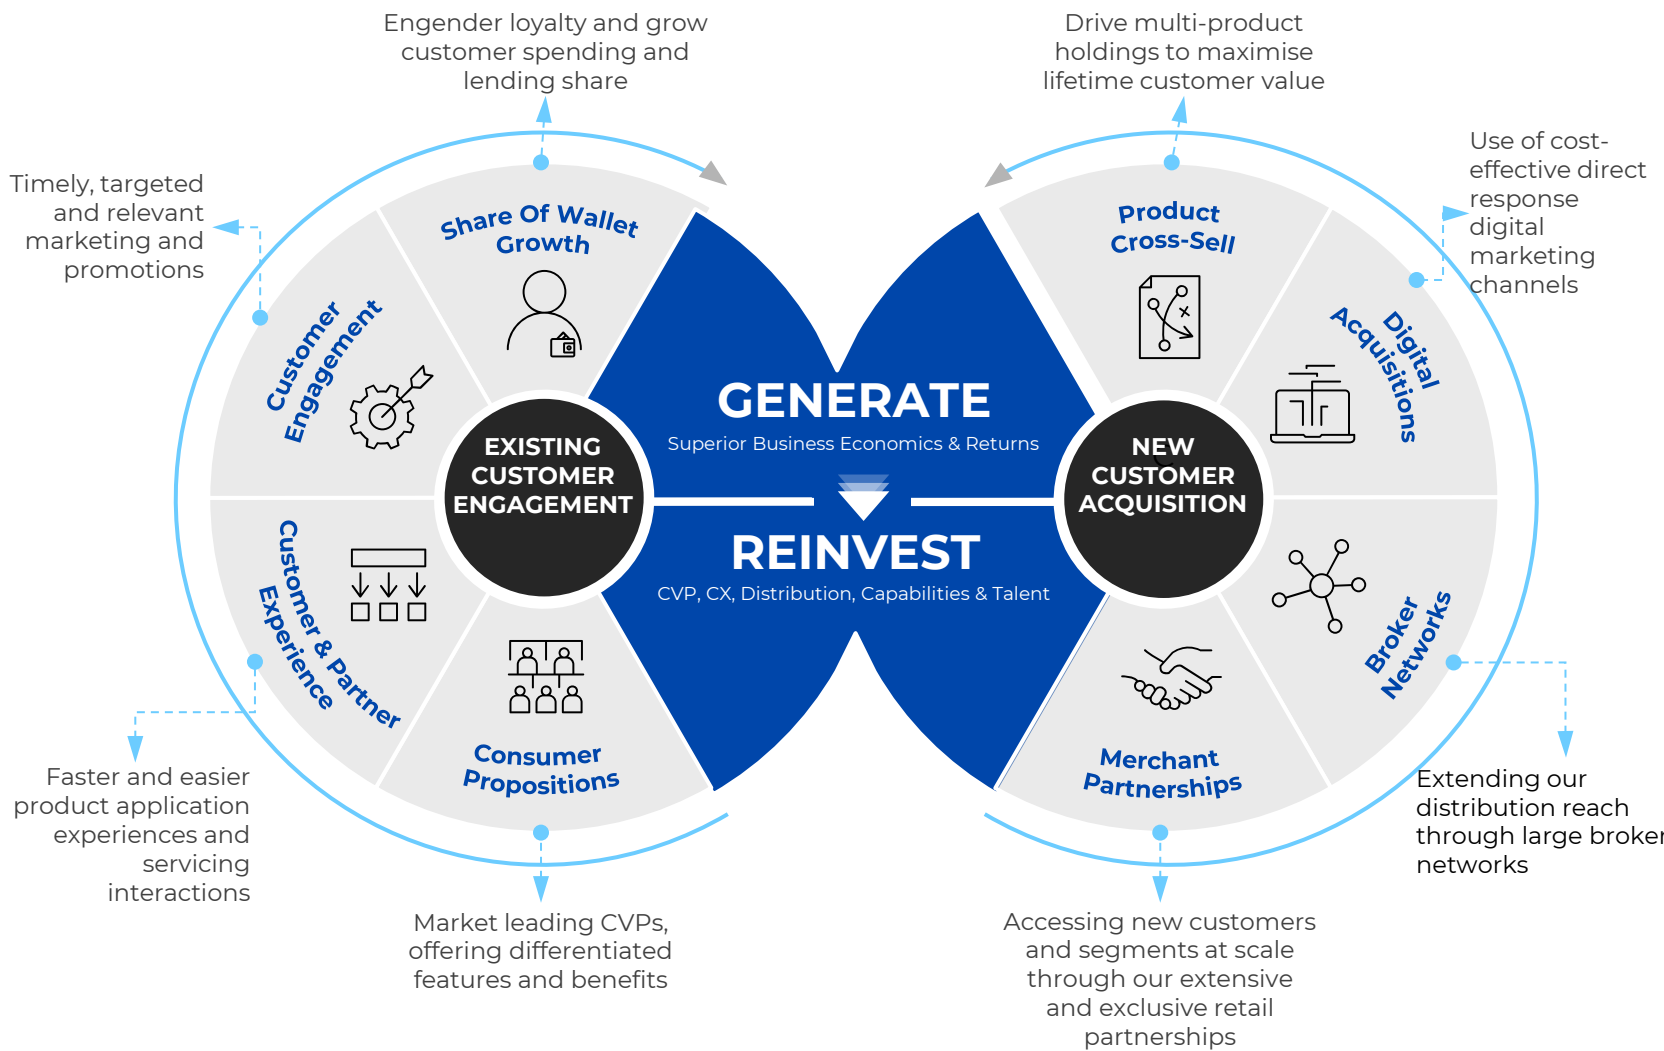 Engender loyalty and grow
customer spending and
lending share
Drive multi-product
holdings to maximise
lifetime customer value
Timely, targeted
and relevant
marketing and
promotions
Use of cost-
effective direct
response
digital
marketing
channels
Share Of Wallet
Growth
Product
Cross-Sell
Customer
Engagement
Digital
Acquisitions
GENERATE
Superior Business Economics & Returns
EXISTING
CUSTOMER
ENGAGEMENT
NEW
CUSTOMER
ACQUISITION
REINVEST
CVP, CX, Distribution, Capabilities & Talent
Customer & Partner
Experience
Broker
Networks
Consumer
Propositions
Merchant
Partnerships
Faster and easier
product application
experiences and
servicing
interactions
Extending our
distribution reach
through large broker
networks
Market leading CVPs,
offering differentiated
features and benefits
Accessing new customers
and segments at scale
through our extensive
and exclusive retail
partnerships